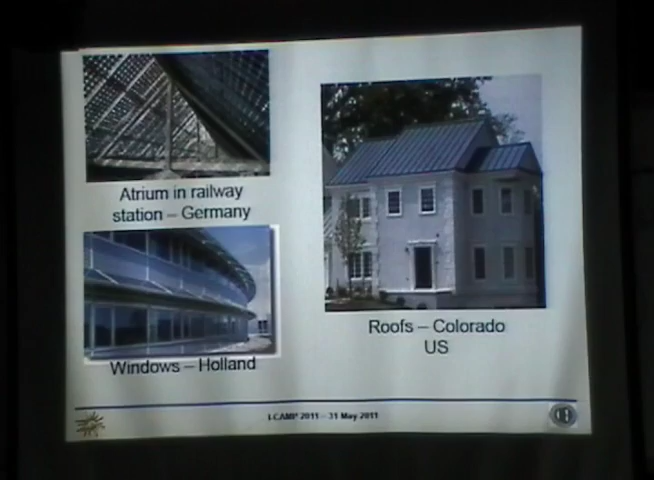 Atrium in railway
station – Germany
Windows – Holland
Roofs – Colorado
US
I-CAMP 2011 – 31 May 2011